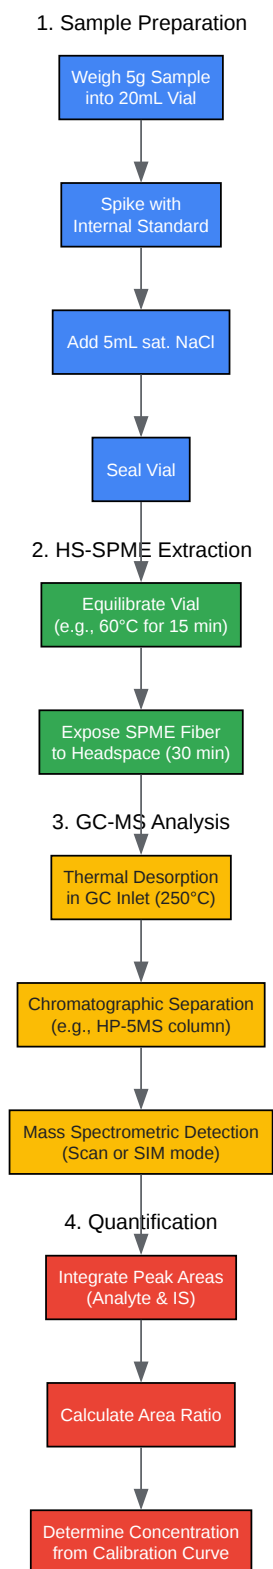 1. Sample Preparation
Weigh 5g Sample
into 20mL Vial
Spike with
Internal Standard
Add 5mL sat. NaCl
Seal Vial
2. HS-SPME Extraction
Equilibrate Vial
(e.g., 60°C for 15 min)
Expose SPME Fiber
to Headspace (30 min)
3. GC-MS Analysis
Thermal Desorption
in GC Inlet (250°C)
Chromatographic Separation
(e.g., HP-5MS column)
Mass Spectrometric Detection
(Scan or SIM mode)
4. Quantification
Integrate Peak Areas
(Analyte & IS)
Calculate Area Ratio
Determine Concentration
from Calibration Curve